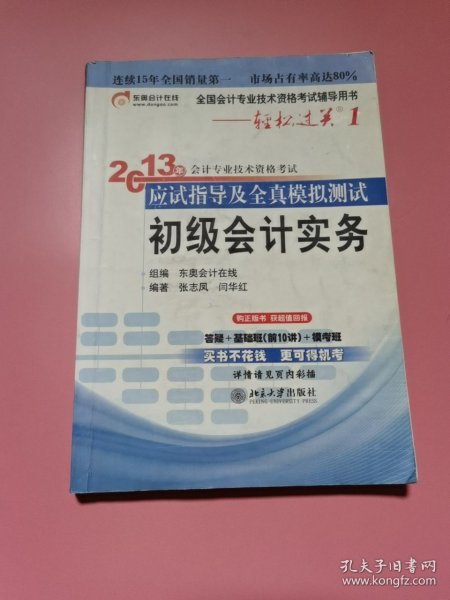 连续15年全国销量第一 市场占有率高达80%
东奥会计在线
www.dongao.com
全国会计专业技术资格考试辅导用书
——轻松过关®1
2013年 会计专业技术资格考试
应试指导及全真模拟测试
初级会计实务
组编 东奥会计在线
编著 张志凤 闫华红
购正版书 获超值回报
答疑+基础班(前10讲)+模考班
买书不花钱 更可得机考
详情请见页内彩插
北京大学出版社
孔夫子旧书网
www.kongfz.com